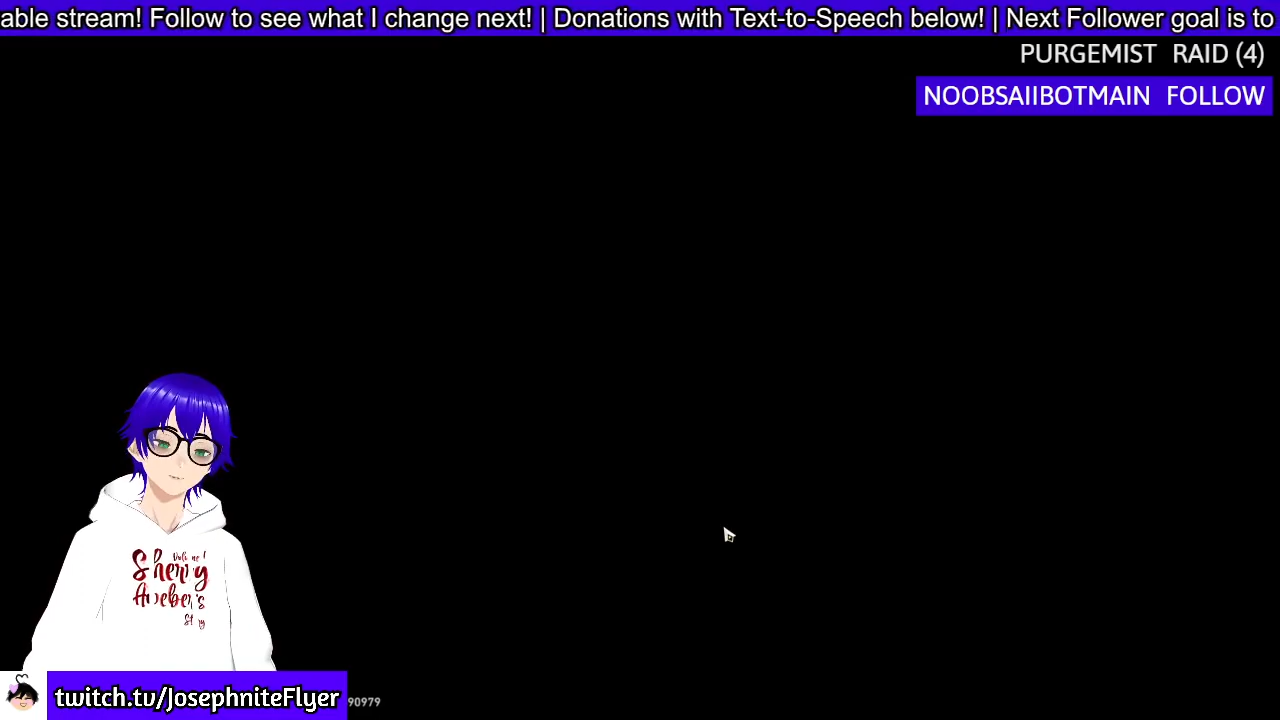 able stream! Follow to see what I change next! | Donations with Text-to-Speech below! | Next Follower goal is to
PURGEMIST RAID (4)
NOOBSAIIBOTMAIN FOLLOW
Sherry
twitch.tv/JosephniteFlyer
90979